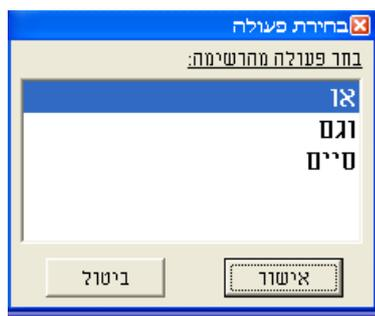 בחירת פעולה
בחר פעולה מהרשימה:
או
וגם
סיים
אישור
ביטול